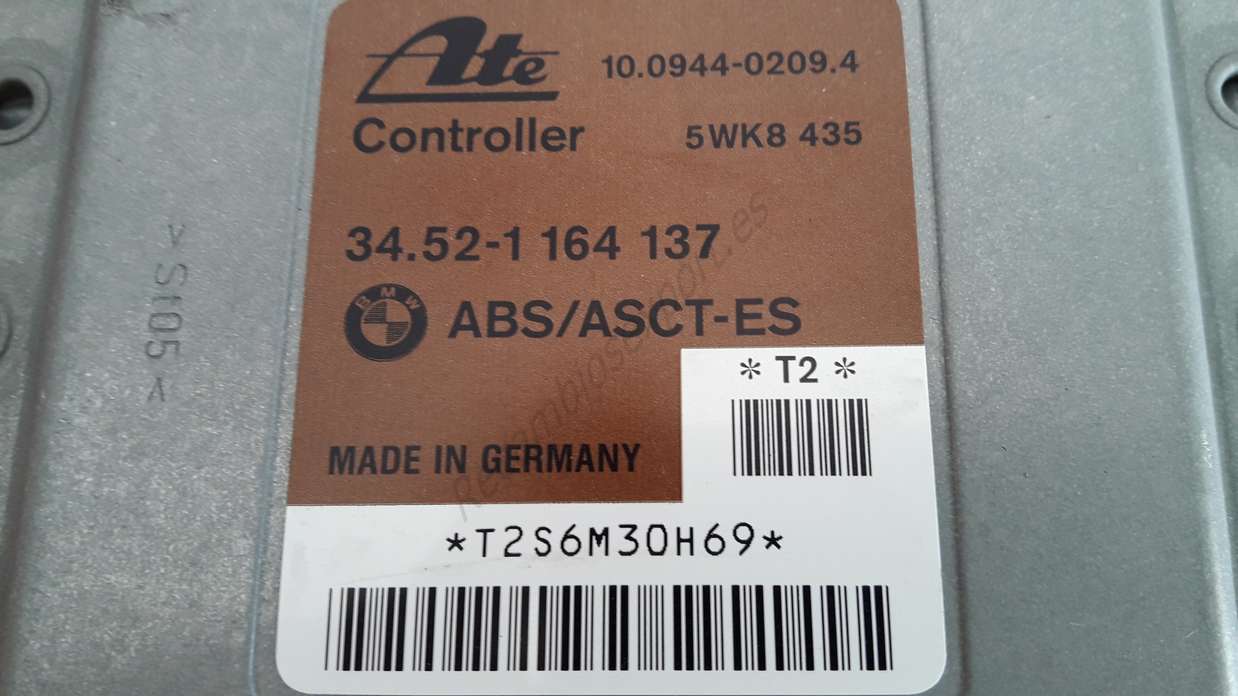 Ate 10.0944-0209.4
Controller 5WK8 435
34.52-1 164 137
BMW ABS/ASCT-ES
* T2 *
MADE IN GERMANY
*T2S6M30H69*
>St05<